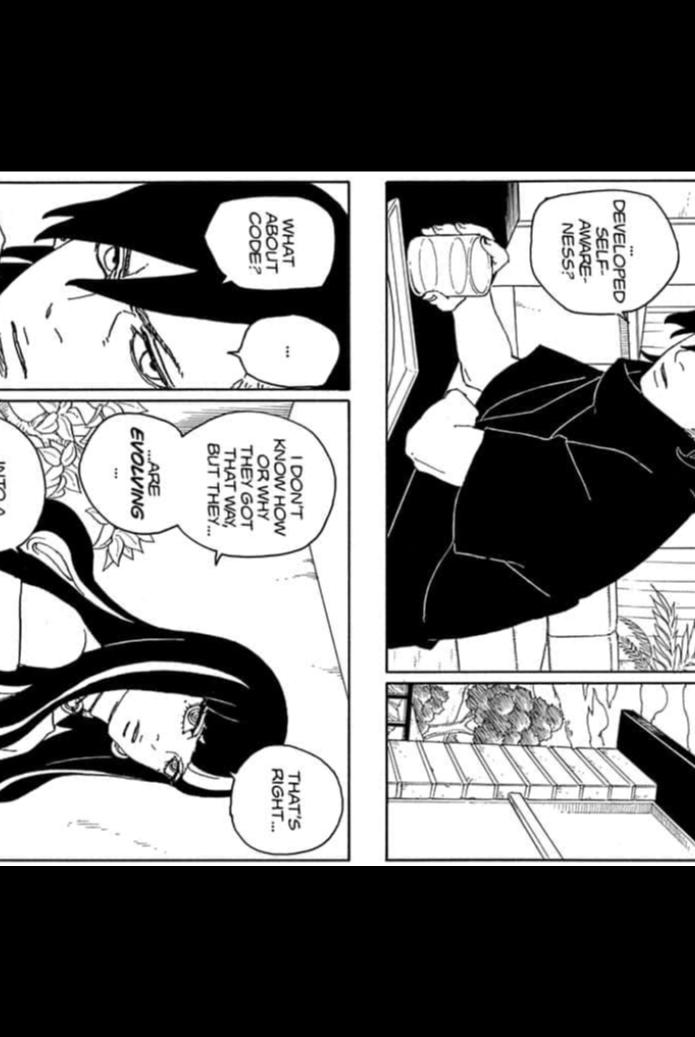 ...
DEVELOPED
SELF-
AWARE-
NESS?
THAT'S
RIGHT...
I DON'T
KNOW HOW
OR WHY
THEY GOT
THAT WAY,
BUT THEY...
...ARE
EVOLVING
...
INTO A
...
WHAT
ABOUT
CODE?